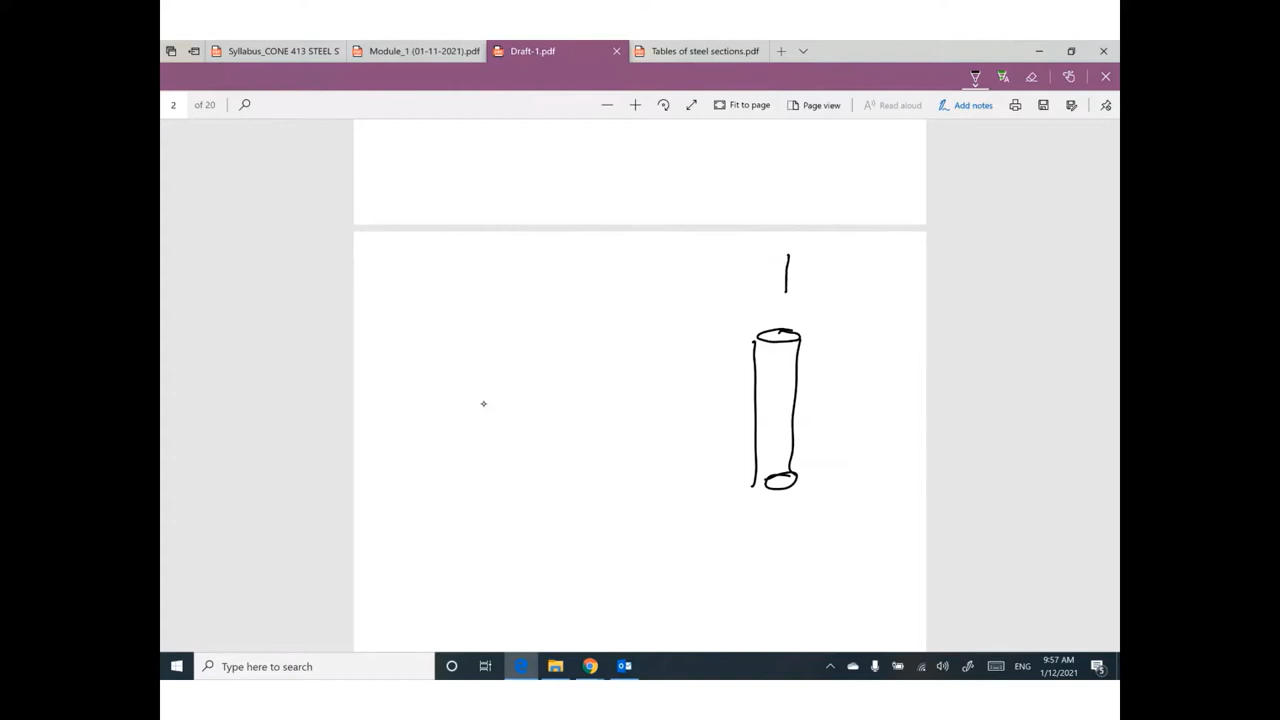 Syllabus_CONE 413 STEEL S
Module_1 (01-11-2021).pdf
Draft-1.pdf
Tables of steel sections.pdf
2 of 20
Fit to page
Page view
Read aloud
Add notes
Type here to search
ENG
9:57 AM
1/12/2021
5